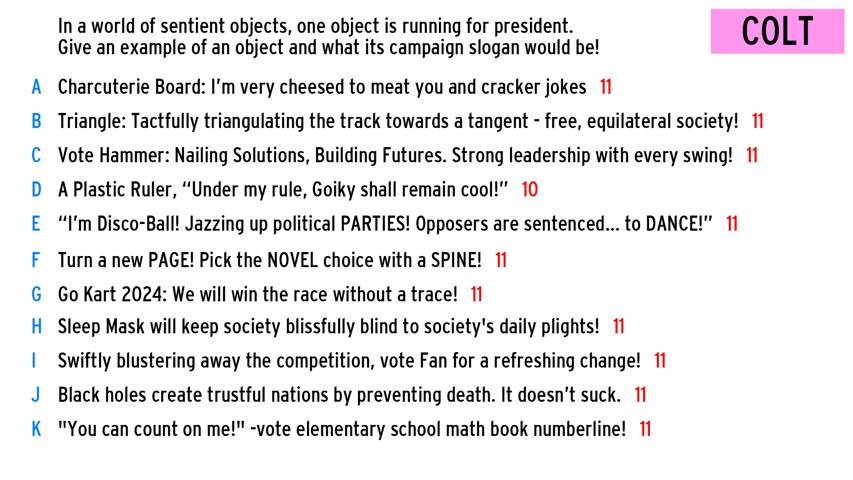 In a world of sentient objects, one object is running for president.
Give an example of an object and what its campaign slogan would be!
COLT
A Charcuterie Board: I’m very cheesed to meat you and cracker jokes 11
B Triangle: Tactfully triangulating the track towards a tangent - free, equilateral society! 11
C Vote Hammer: Nailing Solutions, Building Futures. Strong leadership with every swing! 11
D A Plastic Ruler, “Under my rule, Goiky shall remain cool!” 10
E “I’m Disco-Ball! Jazzing up political PARTIES! Opposers are sentenced... to DANCE!” 11
F Turn a new PAGE! Pick the NOVEL choice with a SPINE! 11
G Go Kart 2024: We will win the race without a trace! 11
H Sleep Mask will keep society blissfully blind to society's daily plights! 11
I Swiftly blustering away the competition, vote Fan for a refreshing change! 11
J Black holes create trustful nations by preventing death. It doesn’t suck. 11
K "You can count on me!" -vote elementary school math book numberline! 11